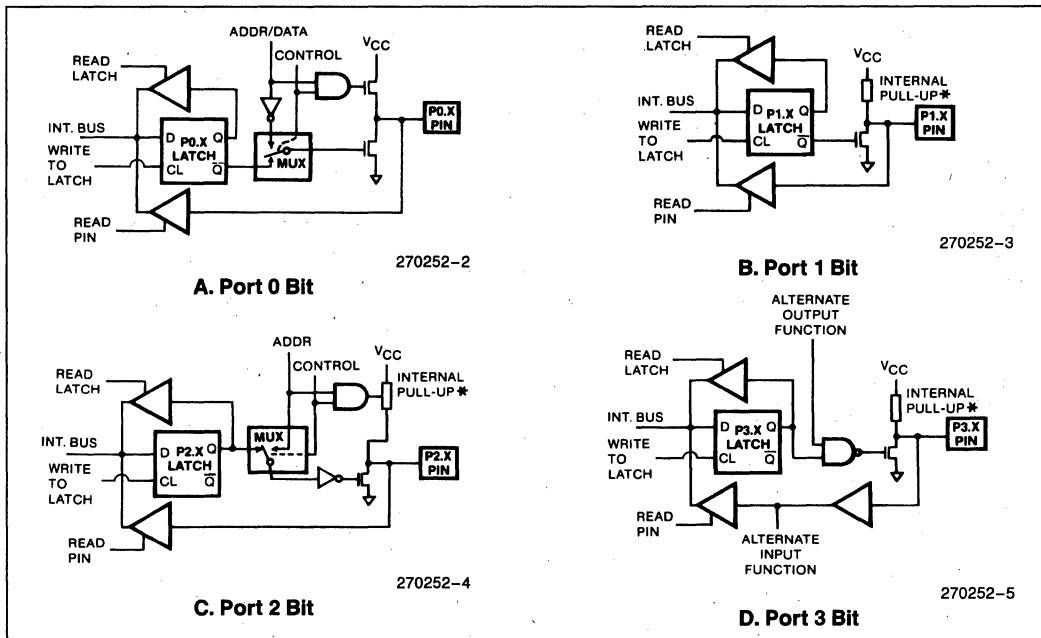 ADDR/DATA
CONTROL
VCC
READ
LATCH
INT. BUS
WRITE
TO
LATCH
D P0.X Q
LATCH
CL Q
MUX
P0.X
PIN
READ
PIN
270252-2
A. Port 0 Bit
READ
LATCH
VCC
INTERNAL
PULL-UP*
INT. BUS
WRITE
TO
LATCH
D P1.X Q
LATCH
CL Q
P1.X
PIN
READ
PIN
270252-3
B. Port 1 Bit
ADDR
CONTROL
VCC
INTERNAL
PULL-UP*
READ
LATCH
INT. BUS
WRITE
TO
LATCH
D P2.X Q
LATCH
CL Q
MUX
P2.X
PIN
READ
PIN
270252-4
C. Port 2 Bit
ALTERNATE
OUTPUT
FUNCTION
READ
LATCH
VCC
INTERNAL
PULL-UP*
INT. BUS
WRITE
TO
LATCH
D P3.X Q
LATCH
CL Q
P3.X
PIN
READ
PIN
ALTERNATE
INPUT
FUNCTION
270252-5
D. Port 3 Bit